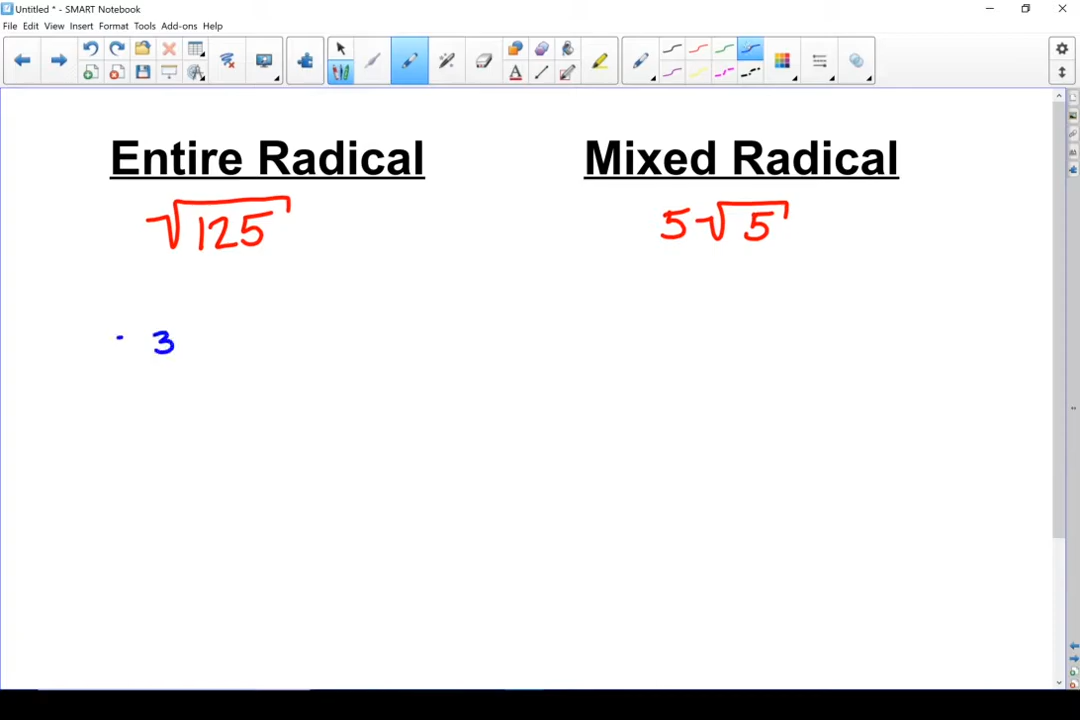 Untitled * - SMART Notebook
File Edit View Insert Format Tools Add-ons Help
Entire Radical Mixed Radical
√125 5√5
· 3